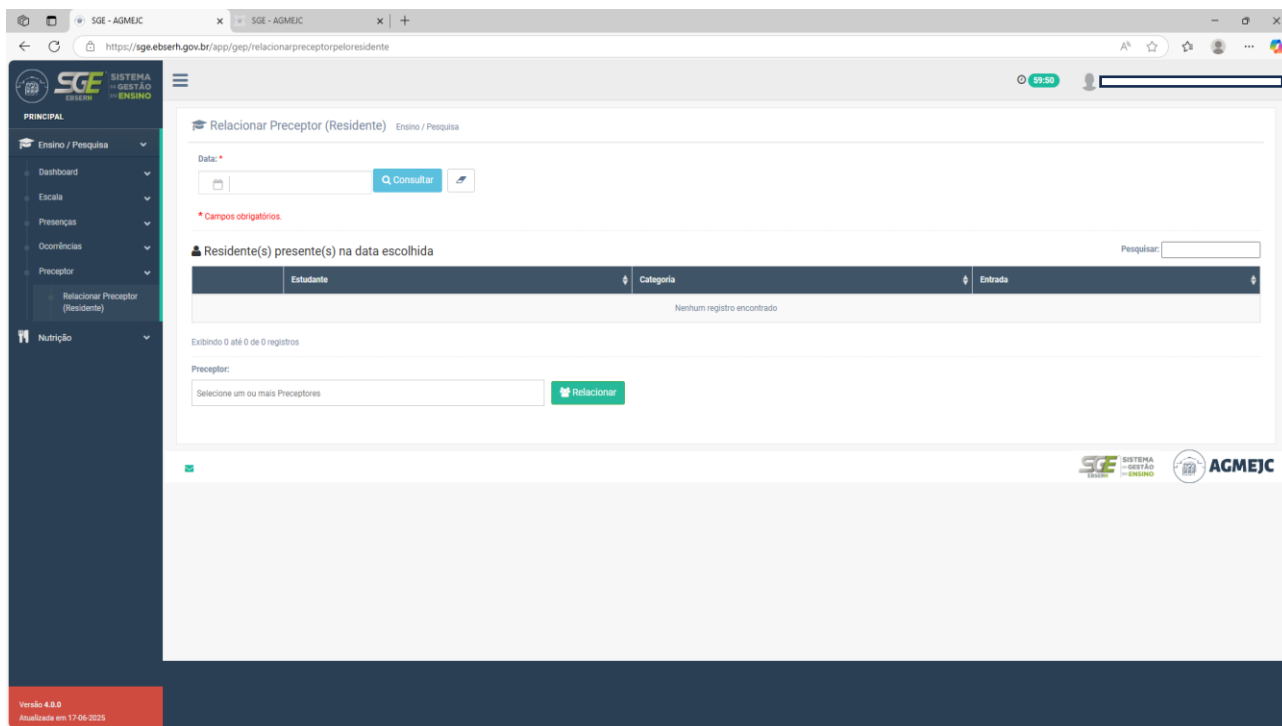 SGE - AGMEJC
SGE - AGMEJC
https://sge.ebserh.gov.br/app/gep/relacionarpreceptorpeloresidente
SGE
EBSERH
SISTEMA
DE GESTÃO
DO ENSINO
59:50
PRINCIPAL
Ensino / Pesquisa
Dashboard
Escala
Presenças
Ocorrências
Preceptor
Relacionar Preceptor
(Residente)
Nutrição
Relacionar Preceptor (Residente) Ensino / Pesquisa
Data: *
Consultar
* Campos obrigatórios.
Residente(s) presente(s) na data escolhida
Pesquisar:
Estudante Categoria Entrada
Nenhum registro encontrado
Exibindo 0 até 0 de 0 registros
Preceptor:
Selecione um ou mais Preceptores
Relacionar
SGE
EBSERH
SISTEMA
DE GESTÃO
DO ENSINO
AGMEJC
Versão 4.0.0
Atualizada em 17-06-2025